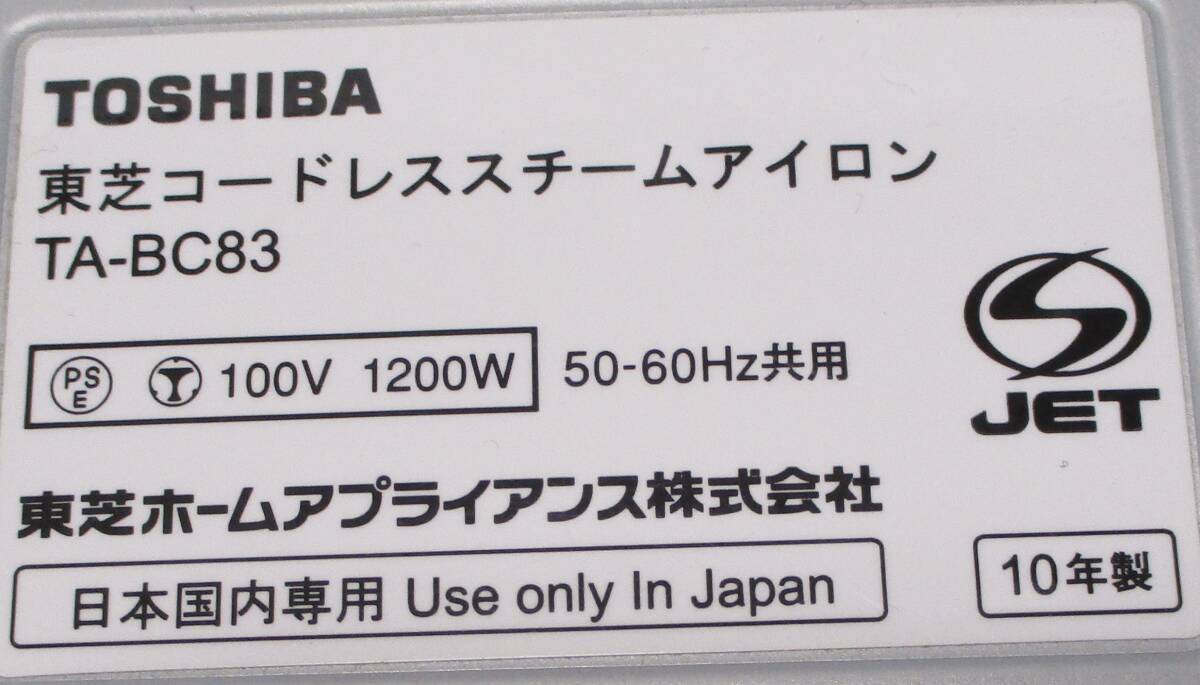 TOSHIBA
東芝コードレススチームアイロン
TA-BC83
PSE 100V 1200W 50-60Hz共用
JET
東芝ホームアプライアンス株式会社
日本国内専用 Use only In Japan
10年製